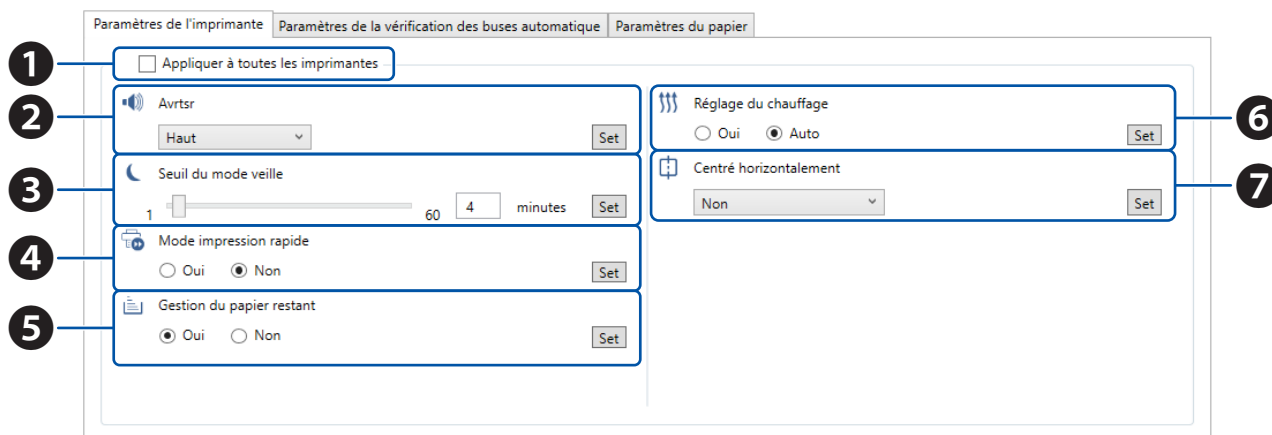 Paramètres de l'imprimante Paramètres de la vérification des buses automatique Paramètres du papier
1 Appliquer à toutes les imprimantes
2 Avrtsr
Haut Set
3 Seuil du mode veille
1 60 4 minutes Set
4 Mode impression rapide
Oui Non Set
5 Gestion du papier restant
Oui Non Set
Réglage du chauffage 6
Oui Auto Set
Centré horizontalement 7
Non Set